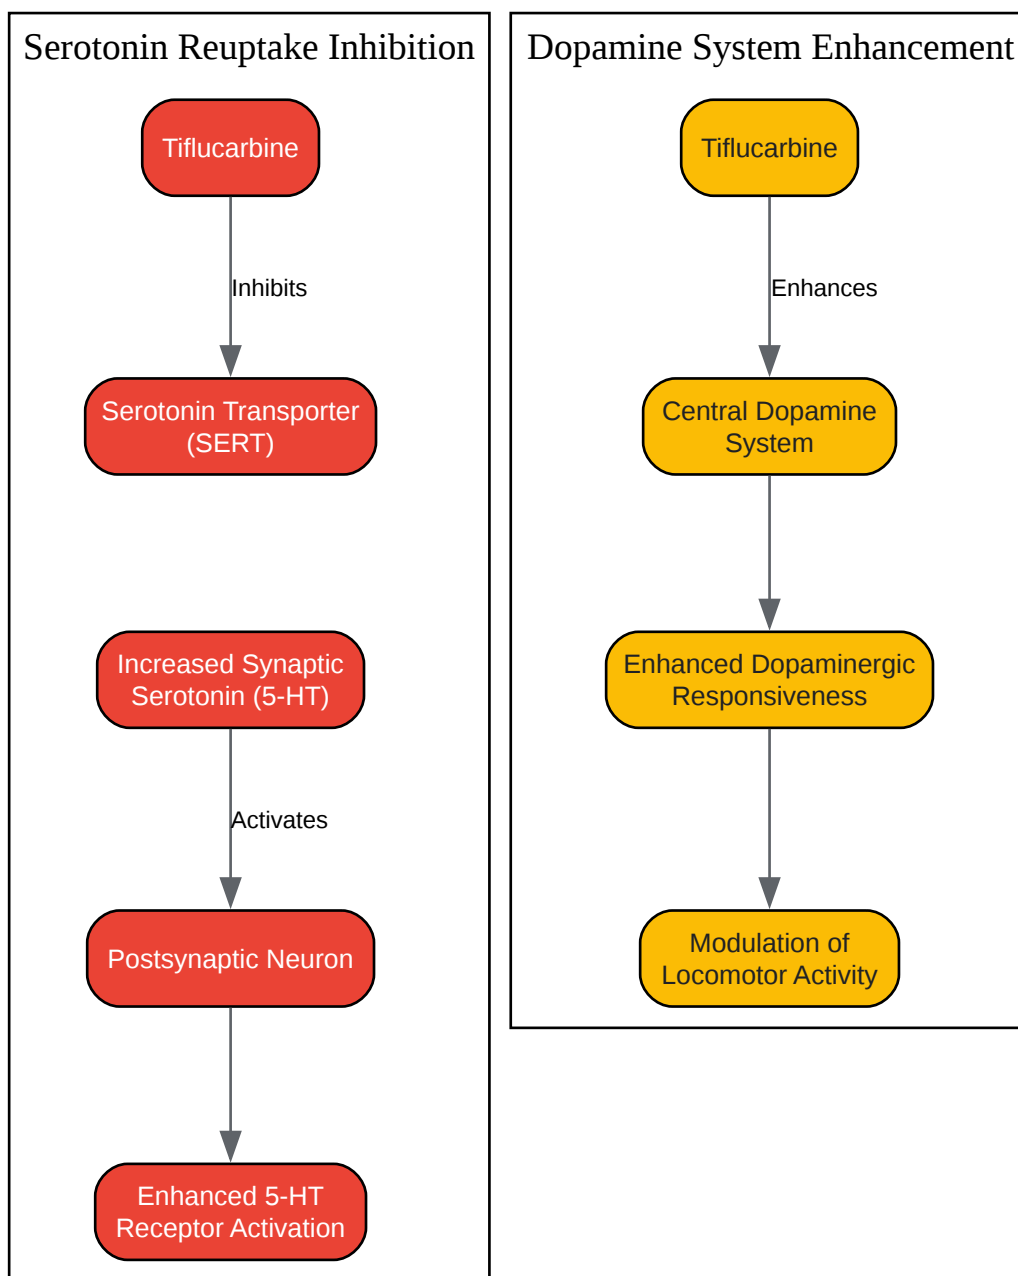 Serotonin Reuptake Inhibition
Tiflucarbine
Inhibits
Serotonin Transporter
(SERT)
Increased Synaptic
Serotonin (5-HT)
Activates
Postsynaptic Neuron
Enhanced 5-HT
Receptor Activation
Dopamine System Enhancement
Tiflucarbine
Enhances
Central Dopamine
System
Enhanced Dopaminergic
Responsiveness
Modulation of
Locomotor Activity